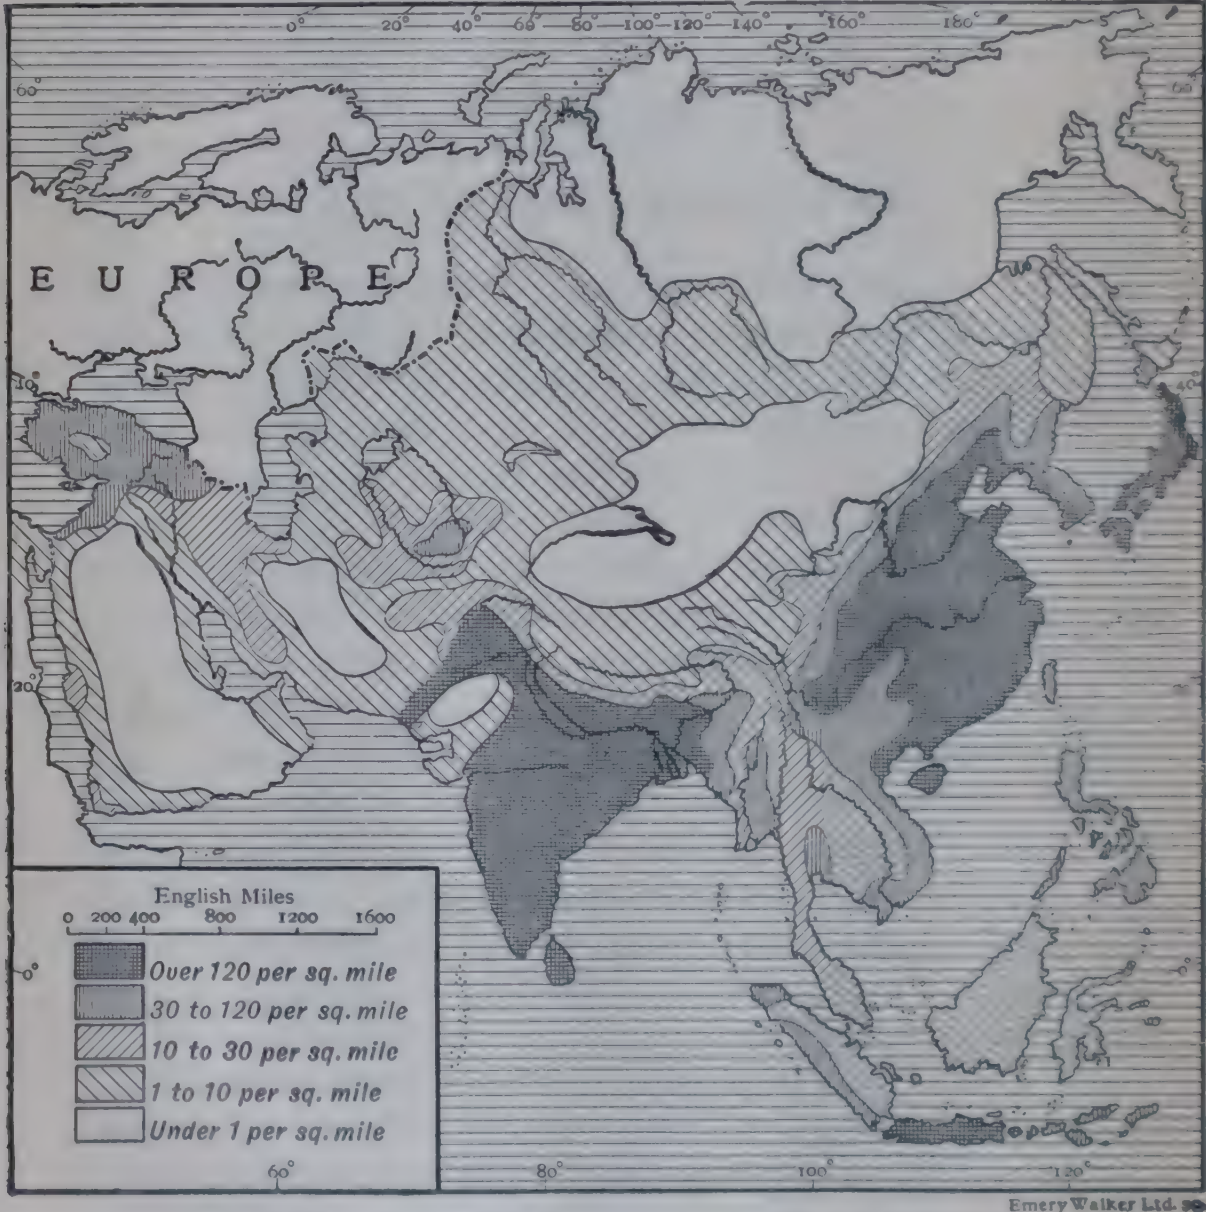 0° 20° 40° 60° 80° 100° 120° 140° 160° 180°
60° 60°
EUROPE
40° 40°
20°
English Miles
0 200 400 800 1200 1600
Over 120 per sq. mile
0° 0°
30 to 120 per sq. mile
10 to 30 per sq. mile
1 to 10 per sq. mile
Under 1 per sq. mile
60° 80° 100° 120°
Emery Walker Ltd.